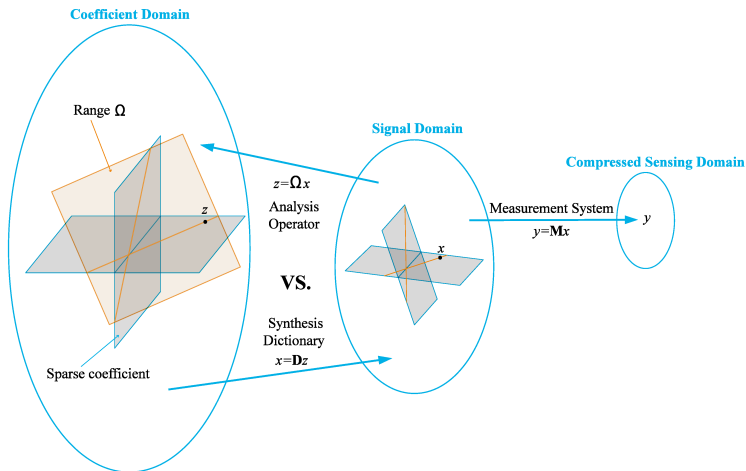 Coefficient Domain
Range Ω
z
Sparse coefficient
z=Ωx
Analysis
Operator
VS.
Synthesis
Dictionary
x=Dz
Signal Domain
x
Measurement System
y=Mx
Compressed Sensing Domain
y